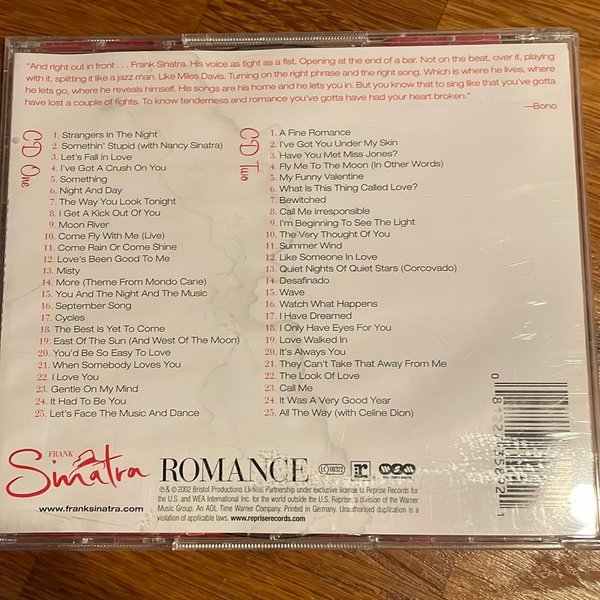 "And right out in front . . . Frank Sinatra. His voice as tight as a fist. Opening at the end of a bar. Not on the beat, over it, playing
with it, splitting it like a jazz man. Like Miles Davis. Turning on the right phrase and the right song. Which is where he lives, where
he lets go, where he reveals himself. His songs are his home and he lets you in. But you know that to sing like that you've gotta
have lost a couple of fights. To know tenderness and romance you've gotta have had your heart broken."
—Bono
CD One
1. Strangers In The Night
2. Somethin' Stupid (with Nancy Sinatra)
3. Let's Fall In Love
4. I've Got A Crush On You
5. Something
6. Night And Day
7. The Way You Look Tonight
8. I Get A Kick Out Of You
9. Moon River
10. Come Fly With Me (Live)
11. Come Rain Or Come Shine
12. Love's Been Good To Me
13. Misty
14. More (Theme From Mondo Cane)
15. You And The Night And The Music
16. September Song
17. Cycles
18. The Best Is Yet To Come
19. East Of The Sun (And West Of The Moon)
20. You'd Be So Easy To Love
21. When Somebody Loves You
22. I Love You
23. Gentle On My Mind
24. It Had To Be You
25. Let's Face The Music And Dance
CD Two
1. A Fine Romance
2. I've Got You Under My Skin
3. Have You Met Miss Jones?
4. Fly Me To The Moon (In Other Words)
5. My Funny Valentine
6. What Is This Thing Called Love?
7. Bewitched
8. Call Me Irresponsible
9. I'm Beginning To See The Light
10. The Very Thought Of You
11. Summer Wind
12. Like Someone In Love
13. Quiet Nights Of Quiet Stars (Corcovado)
14. Desafinado
15. Wave
16. Watch What Happens
17. I Have Dreamed
18. I Only Have Eyes For You
19. Love Walked In
20. It's Always You
21. They Can't Take That Away From Me
22. The Look Of Love
23. Call Me
24. It Was A Very Good Year
25. All The Way (with Celine Dion)
FRANK
Sinatra
www.franksinatra.com
ROMANCE
LC 00322
℗ & © 2002 Bristol Productions Limited Partnership under exclusive license to Reprise Records for
the U.S. and WEA International Inc. for the world outside the U.S. Reprise, a division of the Warner
Music Group. An AOL Time Warner Company. Printed in Germany. Unauthorized duplication is a
violation of applicable laws. www.repriserecords.com